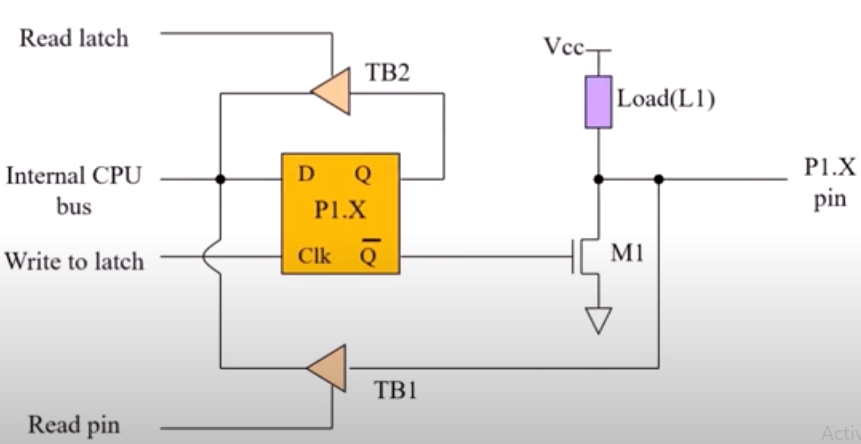 Read latch
TB2
Vcc
Load(L1)
Internal CPU
bus
D Q
P1.X
Clk Q̅
P1.X
pin
Write to latch
M1
TB1
Read pin
Activ